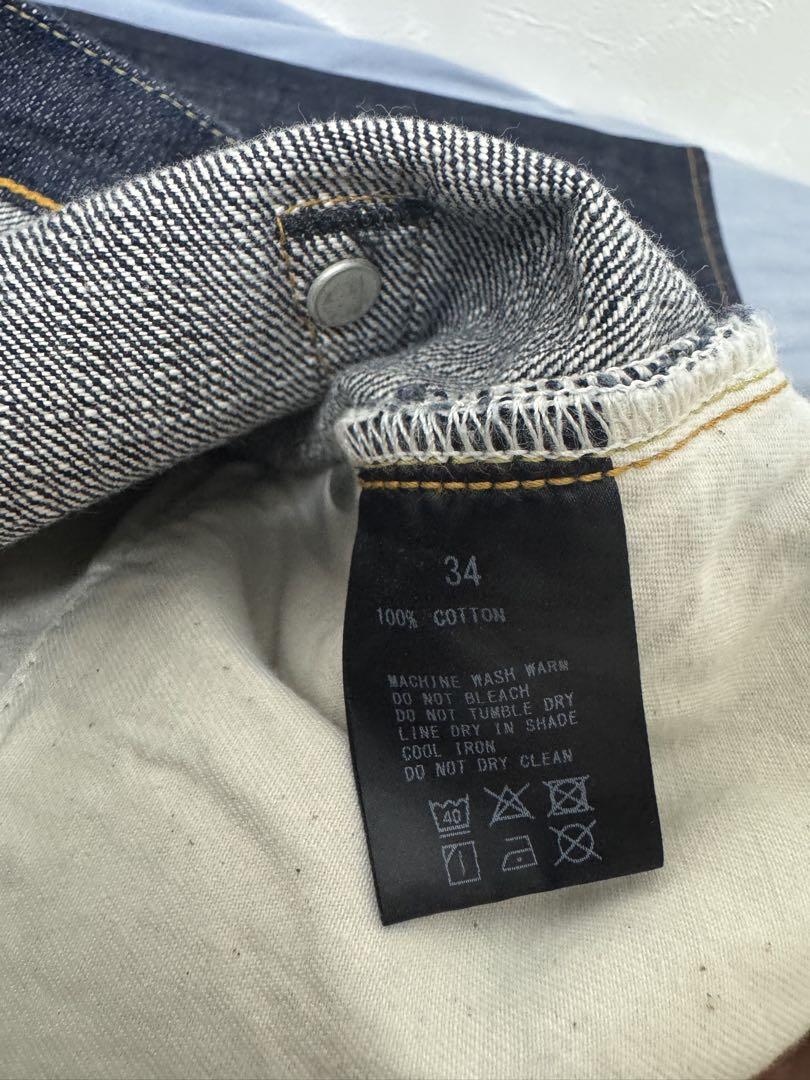 34
100% COTTON
MACHINE WASH WARM
DO NOT BLEACH
DO NOT TUMBLE DRY
LINE DRY IN SHADE
COOL IRON
DO NOT DRY CLEAN
40